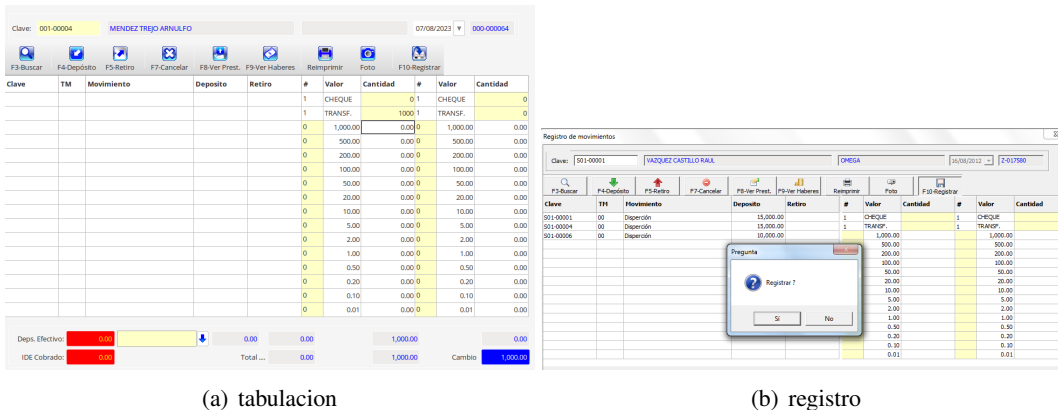 Clave: 001-00004 MENDEZ TREJO ARNULFO 07/08/2023 000-000064
F3-Buscar F4-Depósito F5-Retiro F7-Cancelar F8-Ver Prest. F9-Ver Haberes Reimprimir Foto F10-Registrar
Clave TM Movimiento Deposito Retiro # Valor Cantidad # Valor Cantidad
1 CHEQUE 0 1 CHEQUE 0
1 TRANSF. 1000 1 TRANSF. 0
0 1,000.00 0.00 0 1,000.00 0.00
0 500.00 0.00 0 500.00 0.00
0 200.00 0.00 0 200.00 0.00
0 100.00 0.00 0 100.00 0.00
0 50.00 0.00 0 50.00 0.00
0 20.00 0.00 0 20.00 0.00
0 10.00 0.00 0 10.00 0.00
0 5.00 0.00 0 5.00 0.00
0 2.00 0.00 0 2.00 0.00
0 1.00 0.00 0 1.00 0.00
0 0.50 0.00 0 0.50 0.00
0 0.20 0.00 0 0.20 0.00
0 0.10 0.00 0 0.10 0.00
0 0.01 0.00 0 0.01 0.00
Deps. Efectivo: 0.00 0.00 0.00 1,000.00 0.00
IDE Cobrado: 0.00 Total .... 0.00 1,000.00 Cambio 1,000.00
(a) tabulacion
Registro de movimientos
Clave: S01-00001 VAZQUEZ CASTILLO RAUL OMEGA 16/08/2012 Z-017580
F3-Buscar F4-Depósito F5-Retiro F7-Cancelar F8-Ver Prest. F9-Ver Haberes Reimprimir Foto F10-Registrar
Clave TM Movimiento Deposito Retiro # Valor Cantidad # Valor Cantidad
S01-00001 00 Disperción 15,000.00 1 CHEQUE 1 CHEQUE
S01-00004 00 Disperción 15,000.00 1 TRANSF. 1 TRANSF.
S01-00006 00 Disperción 10,000.00 1,000.00 1,000.00
500.00 500.00
200.00 200.00
100.00 100.00
50.00 50.00
20.00 20.00
10.00 10.00
5.00 5.00
2.00 2.00
1.00 1.00
0.50 0.50
0.20 0.20
0.10 0.10
0.01 0.01
Pregunta
Registrar ?
Sí No
(b) registro